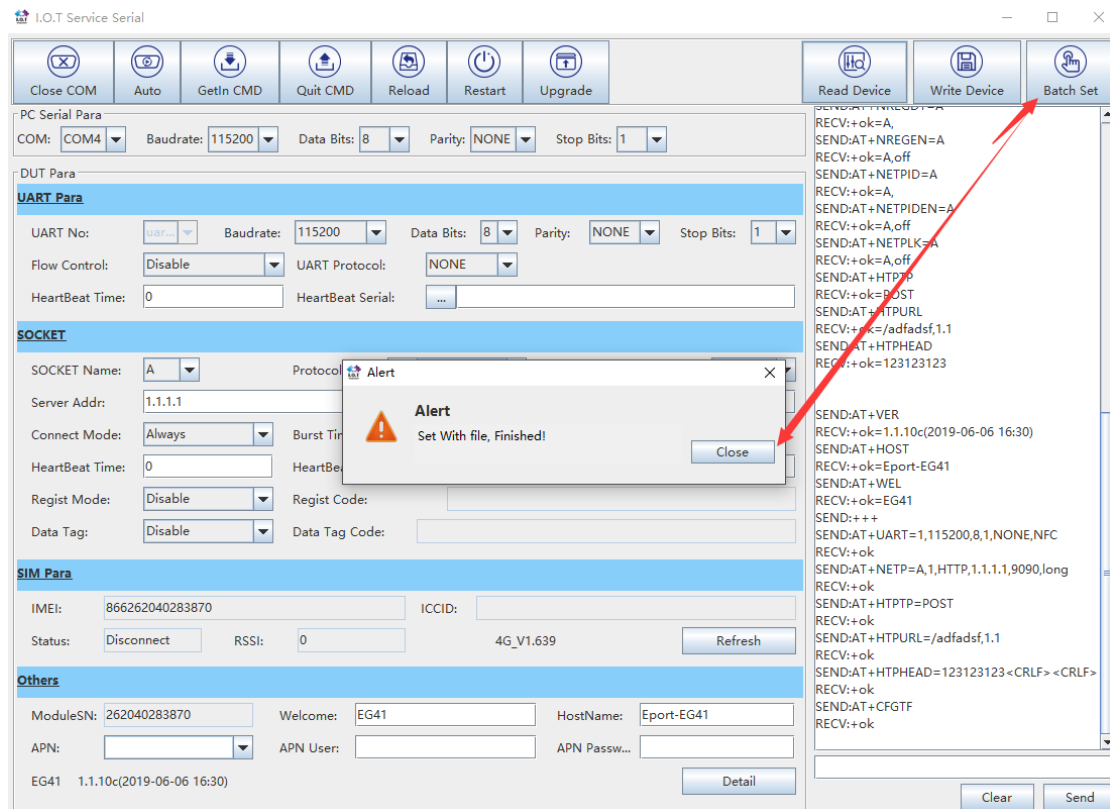 I.O.T Service Serial
Close COM
Auto
GetIn CMD
Quit CMD
Reload
Restart
Upgrade
Read Device
Write Device
Batch Set
PC Serial Para
COM: COM4 Baudrate: 115200 Data Bits: 8 Parity: NONE Stop Bits: 1
DUT Para
UART Para
UART No: uar... Baudrate: 115200 Data Bits: 8 Parity: NONE Stop Bits: 1
Flow Control: Disable UART Protocol: NONE
HeartBeat Time: 0 HeartBeat Serial: ...
SOCKET
SOCKET Name: A Protocol
Server Addr: 1.1.1.1
Connect Mode: Always Burst Tim
HeartBeat Time: 0 HeartBea
Regist Mode: Disable Regist Code:
Data Tag: Disable Data Tag Code:
Alert
Alert
Set With file, Finished!
Close
SIM Para
IMEI: 866262040283870 ICCID:
Status: Disconnect RSSI: 0 4G_V1.639 Refresh
Others
ModuleSN: 262040283870 Welcome: EG41 HostName: Eport-EG41
APN: APN User: APN Passw...
EG41 1.1.10c(2019-06-06 16:30) Detail
SEND:AT+NREGDT=A
RECV:+ok=A,
SEND:AT+NREGEN=A
RECV:+ok=A,off
SEND:AT+NETPID=A
RECV:+ok=A,
SEND:AT+NETPIDEN=A
RECV:+ok=A,off
SEND:AT+NETPLK=A
RECV:+ok=A,off
SEND:AT+HTPTP
RECV:+ok=POST
SEND:AT+HTPURL
RECV:+ok=/adfadsf,1.1
SEND:AT+HTPHEAD
RECV:+ok=123123123
SEND:AT+VER
RECV:+ok=1.1.10c(2019-06-06 16:30)
SEND:AT+HOST
RECV:+ok=Eport-EG41
SEND:AT+WEL
RECV:+ok=EG41
SEND:+++
SEND:AT+UART=1,115200,8,1,NONE,NFC
RECV:+ok
SEND:AT+NETP=A,1,HTTP,1.1.1.1,9090,long
RECV:+ok
SEND:AT+HTPTP=POST
RECV:+ok
SEND:AT+HTPURL=/adfadsf,1.1
RECV:+ok
SEND:AT+HTPHEAD=123123123<CRLF><CRLF>
RECV:+ok
SEND:AT+CFGTF
RECV:+ok
Clear
Send